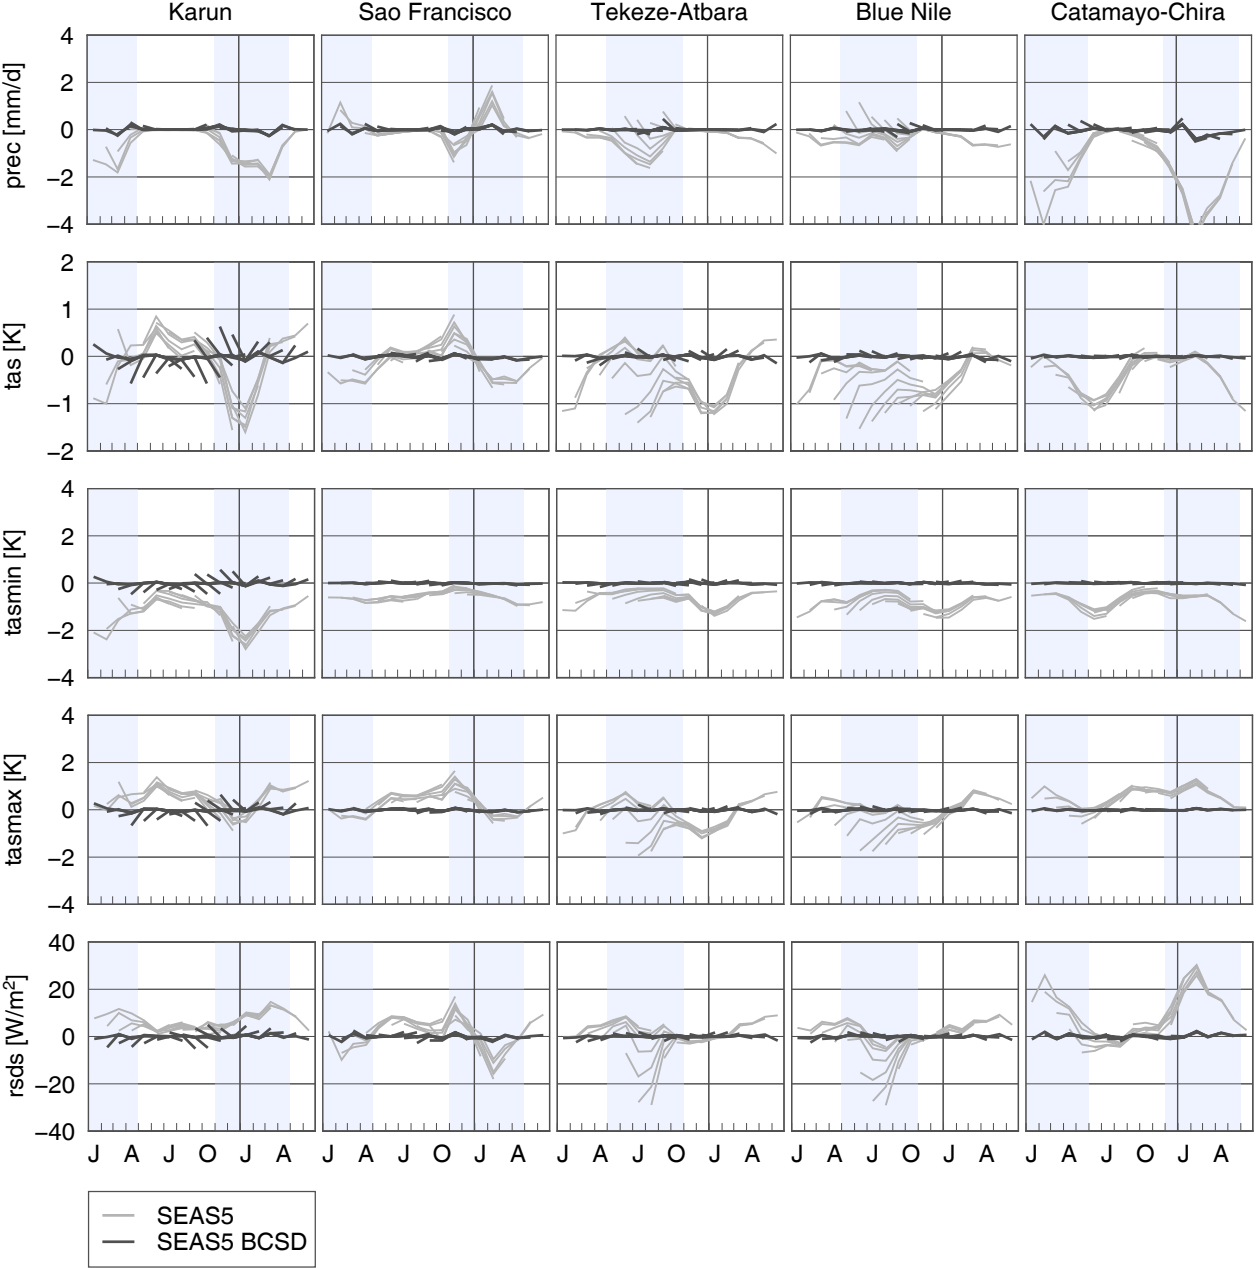 Karun Sao Francisco Tekeze-Atbara Blue Nile Catamayo-Chira
prec [mm/d]
4
2
0
−2
−4
tas [K]
2
1
0
−1
−2
tasmin [K]
4
2
0
−2
−4
tasmax [K]
4
2
0
−2
−4
rsds [W/m²]
40
20
0
−20
−40
J A J O J A J A J O J A J A J O J A J A J O J A J A J O J A
SEAS5
SEAS5 BCSD